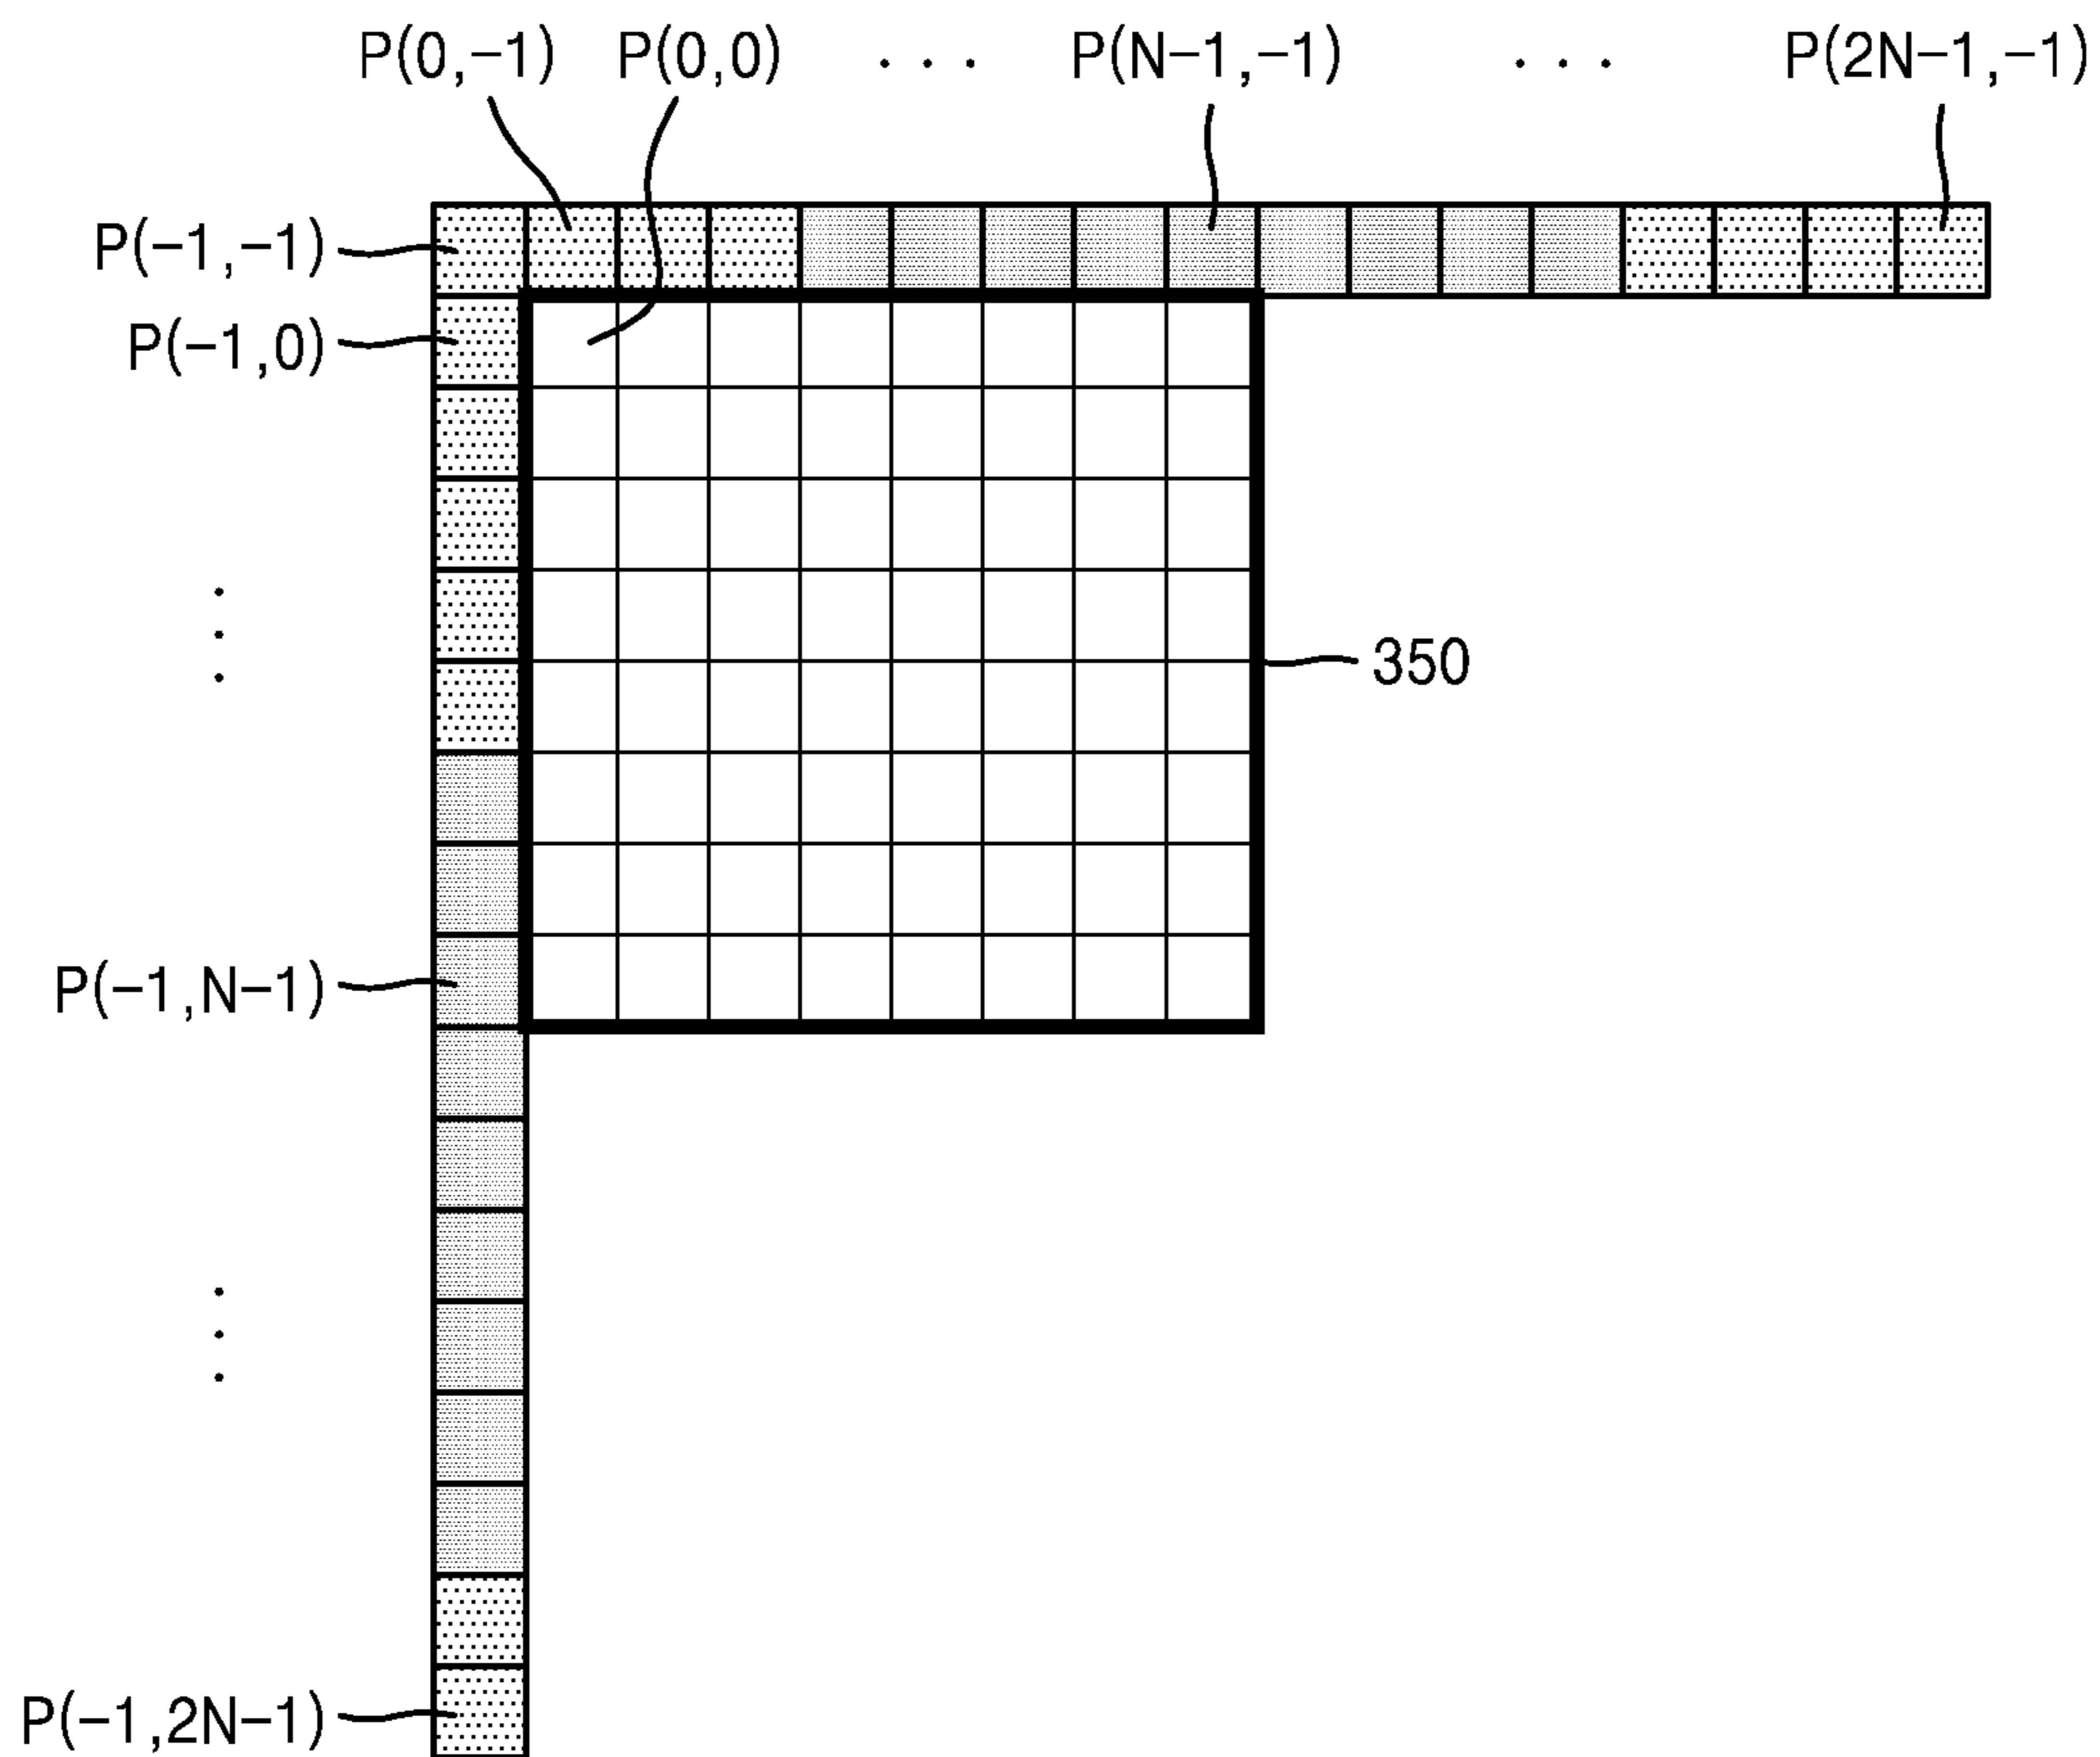 P(0,-1) P(0,0) . . . P(N-1,-1) . . . P(2N-1,-1)
P(-1,-1)
P(-1,0)
.
.
.
350
P(-1,N-1)
.
.
.
P(-1,2N-1)